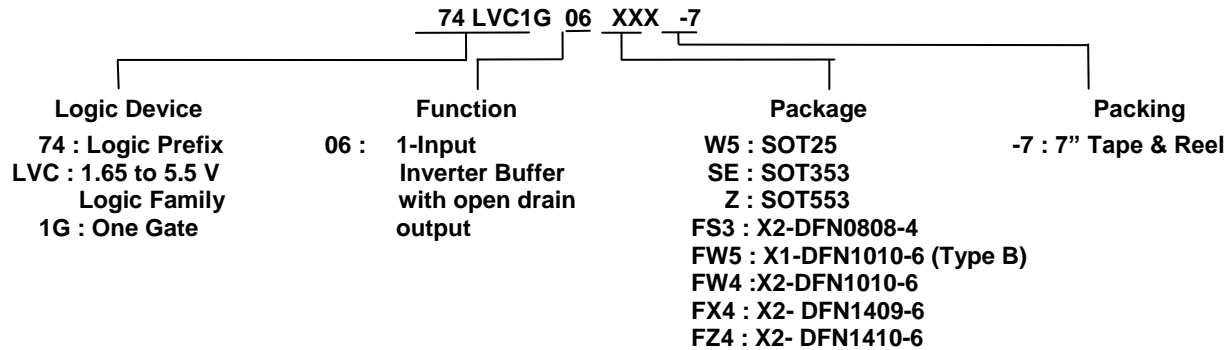 74 LVC1G 06 XXX -7
Logic Device
74 : Logic Prefix
LVC : 1.65 to 5.5 V
Logic Family
1G : One Gate
Function
06 : 1-Input
Inverter Buffer
with open drain
output
Package
W5 : SOT25
SE : SOT353
Z : SOT553
FS3 : X2-DFN0808-4
FW5 : X1-DFN1010-6 (Type B)
FW4 :X2-DFN1010-6
FX4 : X2- DFN1409-6
FZ4 : X2- DFN1410-6
Packing
-7 : 7” Tape & Reel